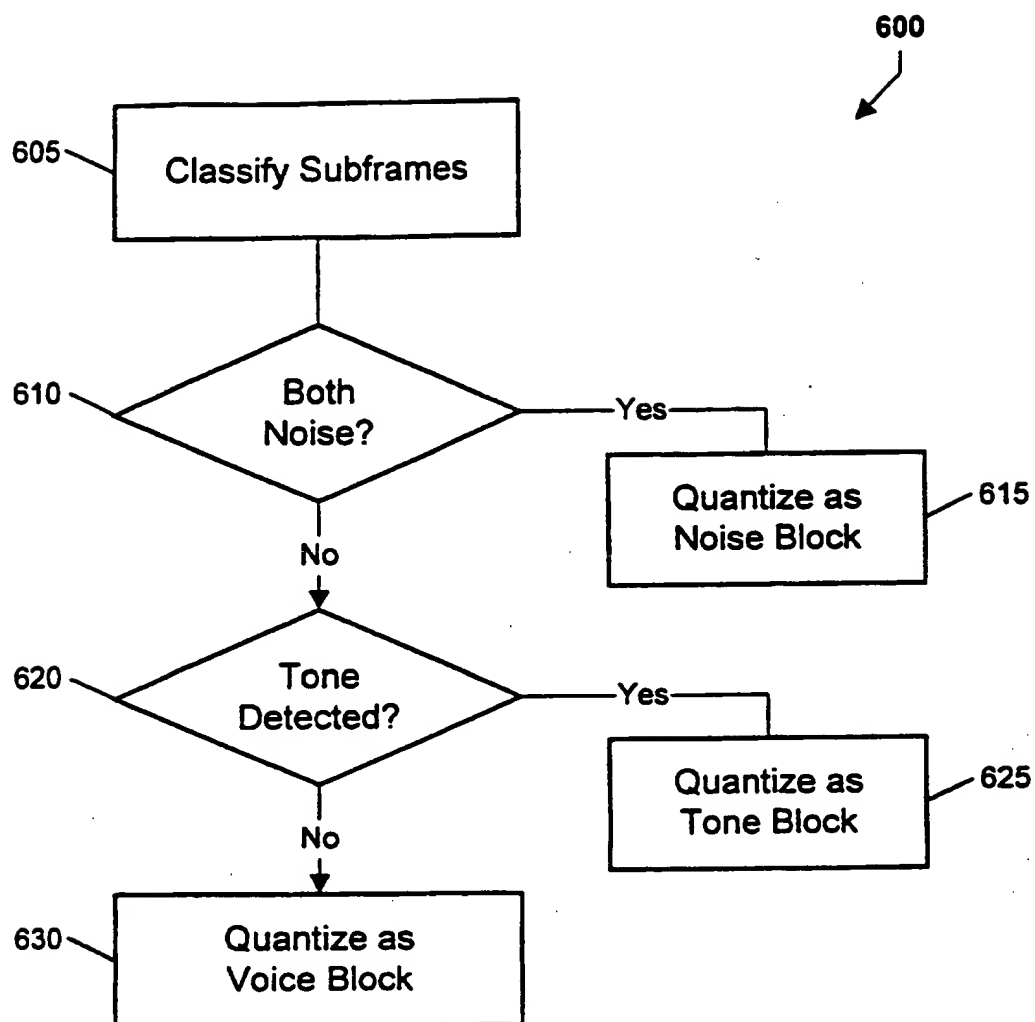 600
605
Classify Subframes
610
Both
Noise?
Yes
Quantize as
Noise Block
615
No
620
Tone
Detected?
Yes
Quantize as
Tone Block
625
No
630
Quantize as
Voice Block